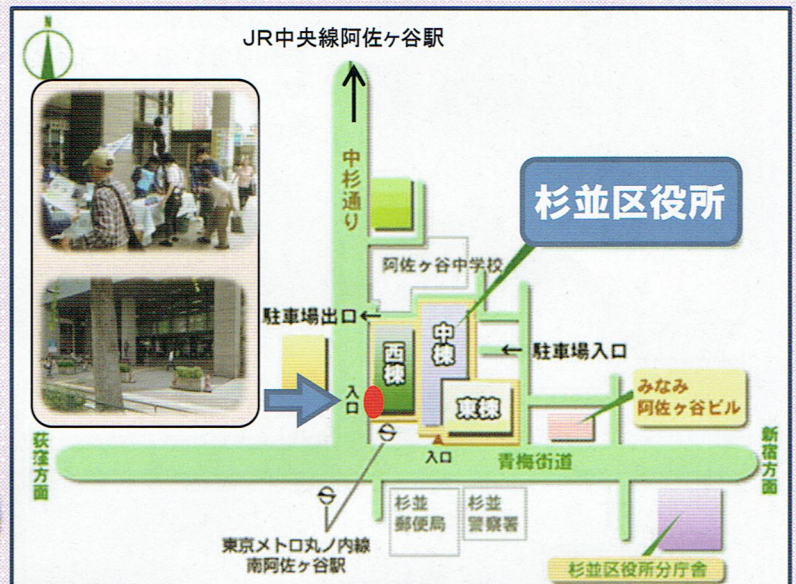 N
JR中央線阿佐ヶ谷駅
中杉通り
杉並区役所
阿佐ヶ谷中学校
駐車場出口←
西棟
中棟
東棟
← 駐車場入口
入口
入口
みなみ
阿佐ヶ谷ビル
荻窪方面
青梅街道
新宿方面
杉並
郵便局
杉並
警察署
東京メトロ丸ノ内線
南阿佐ヶ谷駅
杉並区役所分庁舎